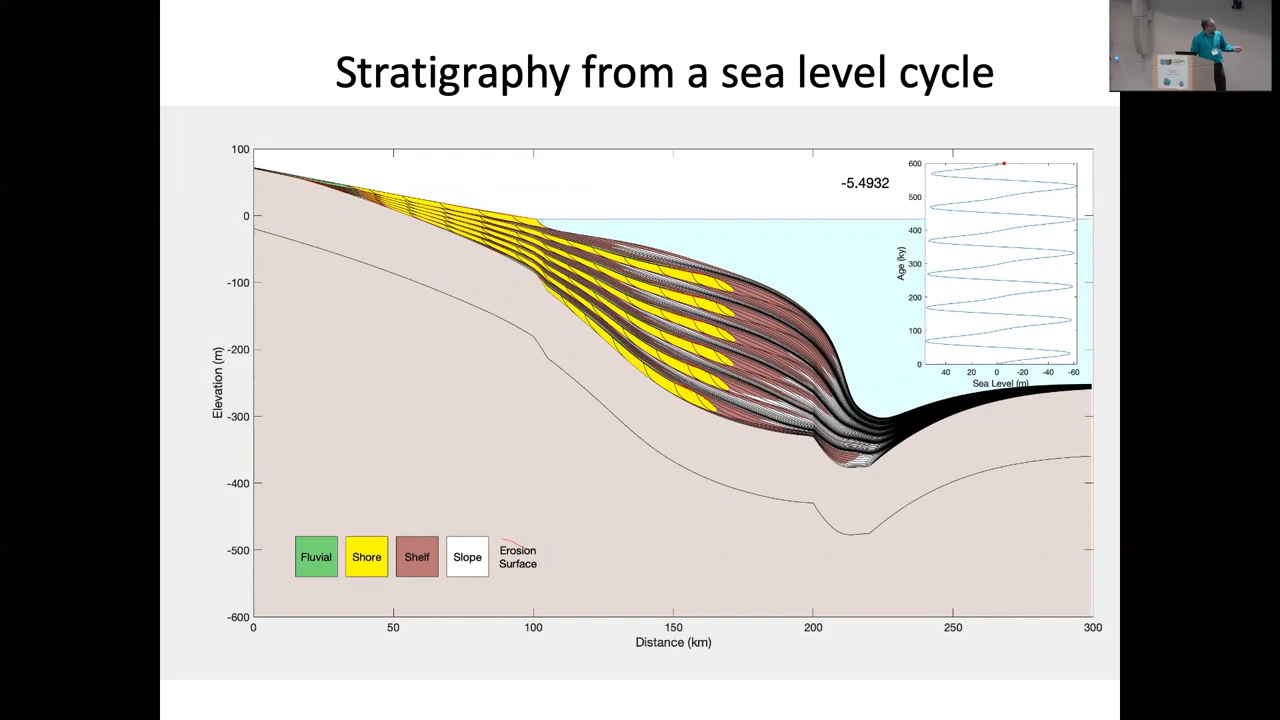 Stratigraphy from a sea level cycle
100
0
-100
-200
-300
-400
-500
-600
Elevation (m)
0
50
100
150
200
250
300
Distance (km)
-5.4932
600
500
400
300
200
100
0
Age (ky)
40
20
0
-20
-40
-60
Sea Level (m)
Fluvial
Shore
Shelf
Slope
Erosion
Surface